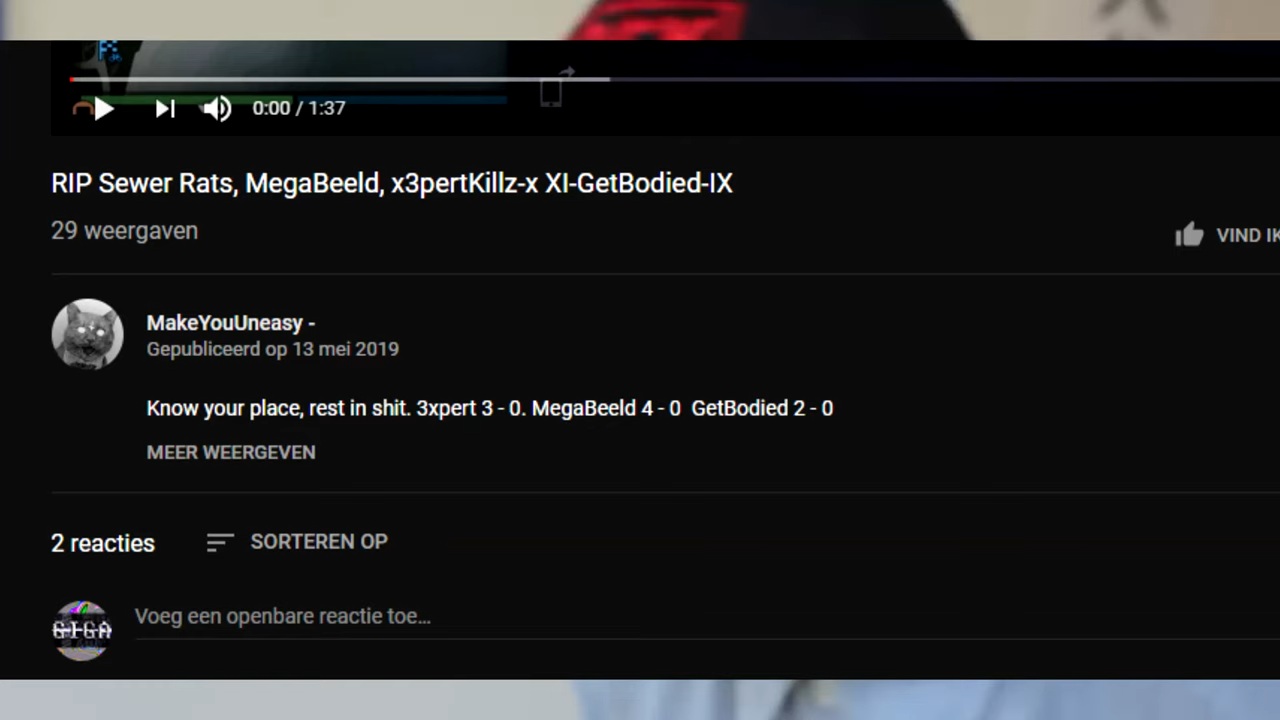 0:00 / 1:37
RIP Sewer Rats, MegaBeeld, x3pertKillz-x XI-GetBodied-IX
29 weergaven
VIND IK
MakeYouUneasy -
Gepubliceerd op 13 mei 2019
Know your place, rest in shit. 3xpert 3 - 0. MegaBeeld 4 - 0 GetBodied 2 - 0
MEER WEERGEVEN
2 reacties
SORTEREN OP
GIGA
Voeg een openbare reactie toe...